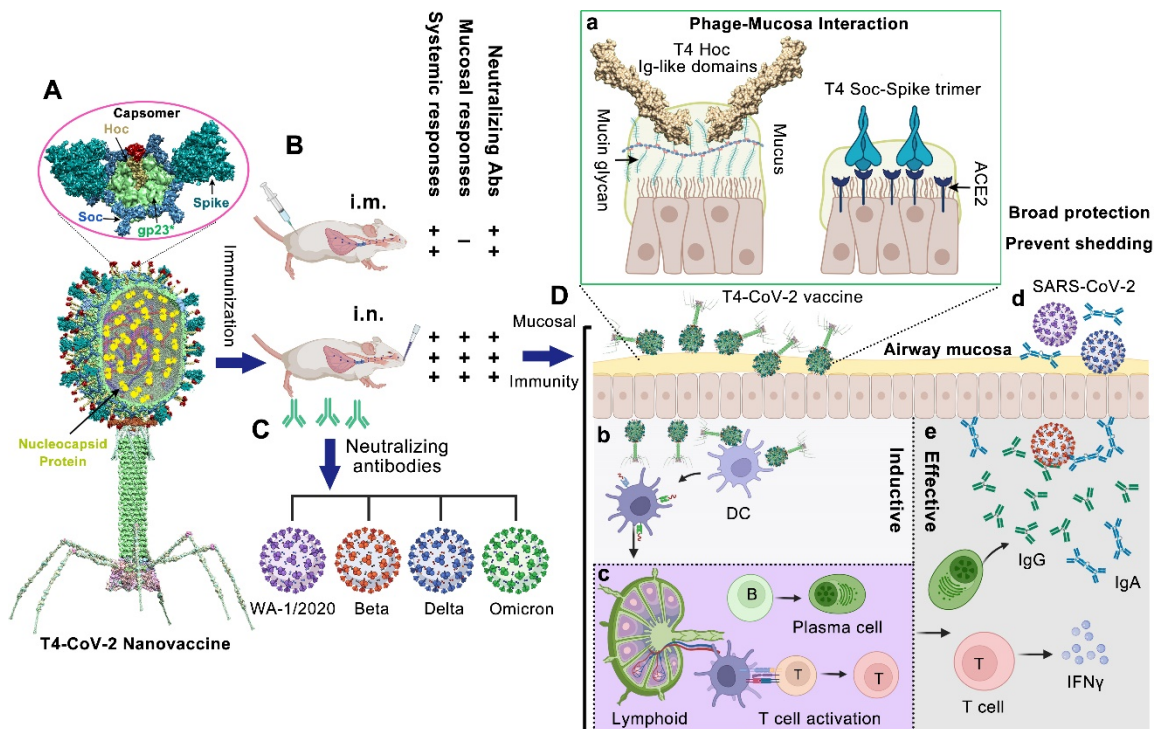 A
Capsomer
Hoc
Soc
gp23*
Spike
Nucleocapsid
Protein
T4-CoV-2 Nanovaccine
Immunization
B
Systemic responses
Mucosal responses
Neutralizing Abs
i.m.
+ – +
+ +
i.n.
+ + +
+ + +
+ + +
C
Neutralizing
antibodies
WA-1/2020
Beta
Delta
Omicron
Mucosal
Immunity
D
a
Phage-Mucosa Interaction
T4 Hoc
Ig-like domains
Mucin glycan
Mucus
T4 Soc-Spike trimer
ACE2
Broad protection
Prevent shedding
T4-CoV-2 vaccine
Airway mucosa
d
SARS-CoV-2
b
DC
Inductive
c
Lymphoid
B
Plasma cell
T
T
T cell activation
e
Effective
IgG
IgA
T
T cell
IFNγ